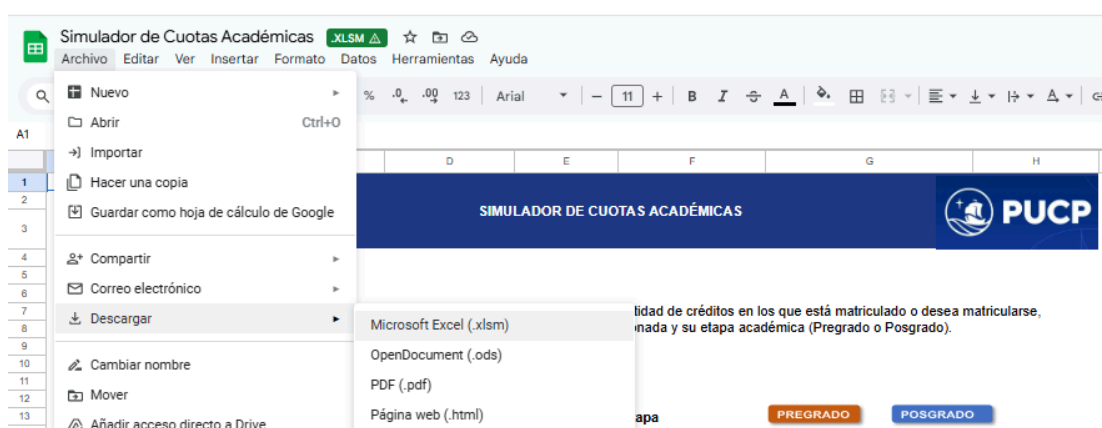 Simulador de Cuotas Académicas .XLSM
Archivo Editar Ver Insertar Formato Datos Herramientas Ayuda
Nuevo
% .0 .00 123 Arial 11 B I A
Abrir Ctrl+O
A1
Importar
D E F G H
1 Hacer una copia
2 Guardar como hoja de cálculo de Google
SIMULADOR DE CUOTAS ACADÉMICAS
PUCP
3
4 Compartir
5
6 Correo electrónico
7 Descargar
tidad de créditos en los que está matriculado o desea matricularse,
8 Microsoft Excel (.xlsm)
onada y su etapa académica (Pregrado o Posgrado).
9 OpenDocument (.ods)
10 Cambiar nombre
11 PDF (.pdf)
12 Mover
13 Página web (.html)
apa PREGRADO POSGRADO
Añadir acceso directo a Drive